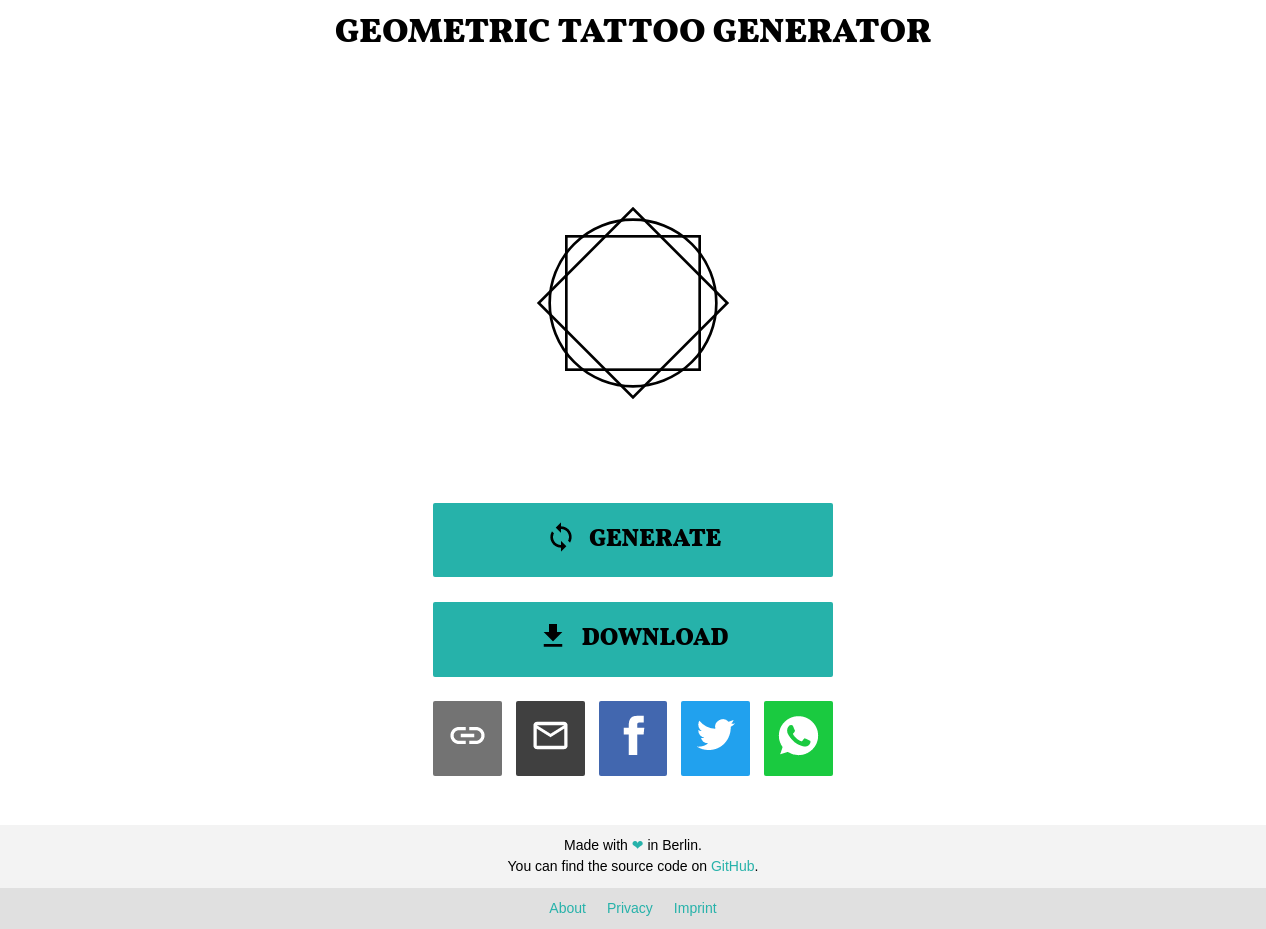 GEOMETRIC TATTOO GENERATOR
GENERATE
DOWNLOAD
Made with ❤ in Berlin.
You can find the source code on GitHub.
About Privacy Imprint